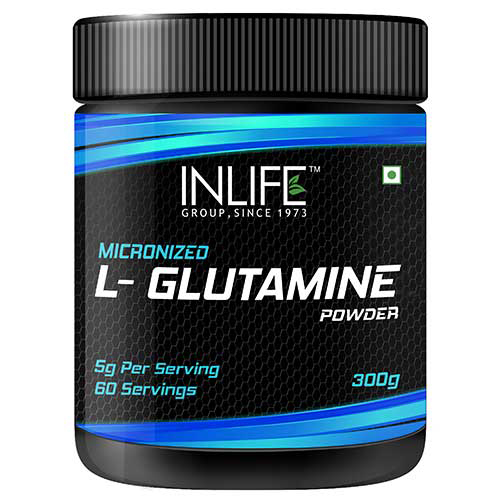 INLIFE™
GROUP, SINCE 1973
MICRONIZED
L- GLUTAMINE
POWDER
5g Per Serving
60 Servings
300g